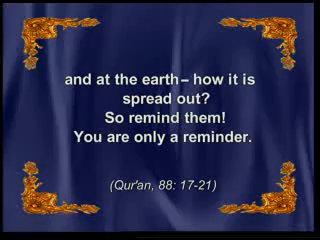 and at the earth – how it is
spread out?
So remind them!
You are only a reminder.
(Qur'an, 88: 17-21)